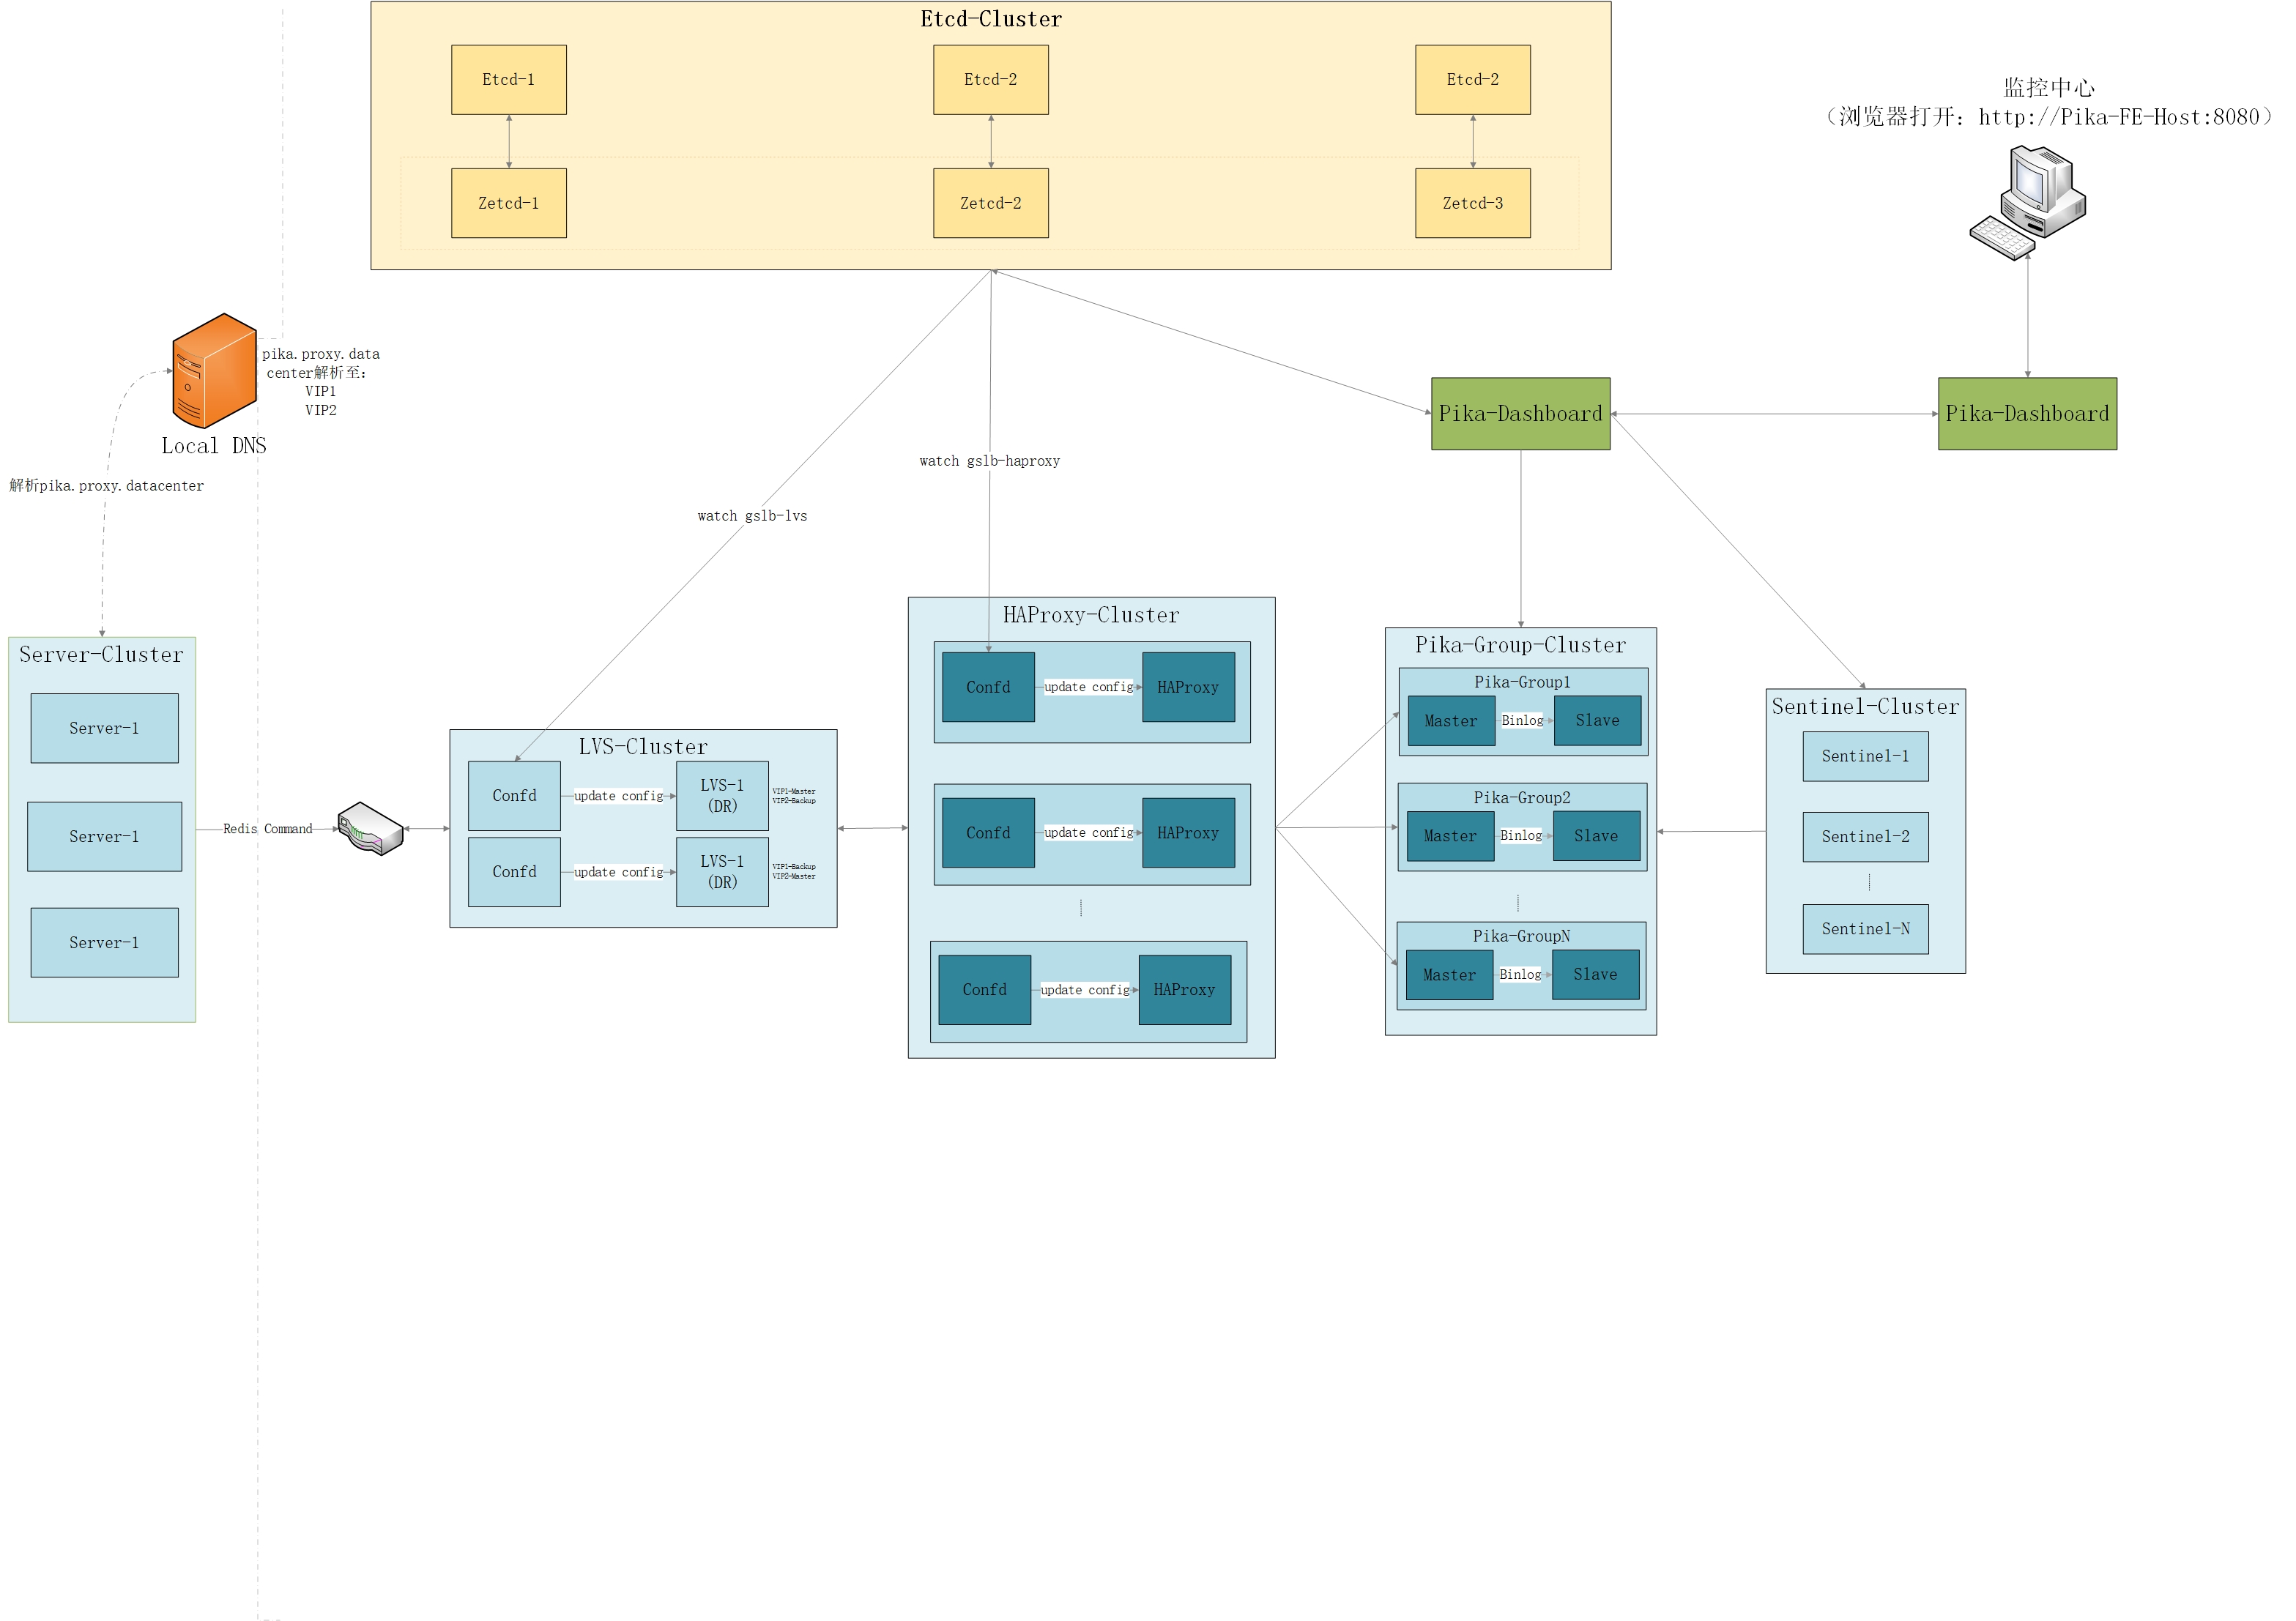 Etcd-Cluster
Etcd-1
Etcd-2
Etcd-2
Zetcd-1
Zetcd-2
Zetcd-3
监控中心
（浏览器打开：http://Pika-FE-Host:8080）
pika.proxy.data
center解析至：
VIP1
VIP2
Local DNS
解析pika.proxy.datacenter
Pika-Dashboard
Pika-Dashboard
watch gslb-haproxy
watch gslb-lvs
Server-Cluster
Server-1
Server-1
Server-1
Redis Command
LVS-Cluster
Confd
update config
LVS-1
(DR)
VIP1-Master
VIP2-Backup
Confd
update config
LVS-1
(DR)
VIP1-Backup
VIP2-Master
HAProxy-Cluster
Confd
update config
HAProxy
Confd
update config
HAProxy
Confd
update config
HAProxy
Pika-Group-Cluster
Pika-Group1
Master
Binlog
Slave
Pika-Group2
Master
Binlog
Slave
Pika-GroupN
Master
Binlog
Slave
Sentinel-Cluster
Sentinel-1
Sentinel-2
Sentinel-N